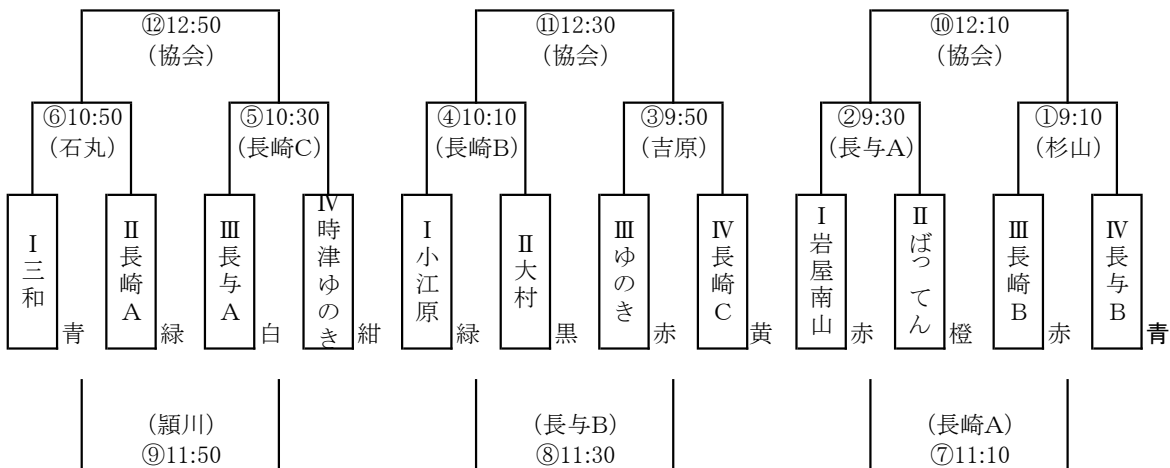 ⑫12:50
(協会)
⑪12:30
(協会)
⑩12:10
(協会)
⑥10:50
(石丸)
⑤10:30
(長崎C)
④10:10
(長崎B)
③9:50
(吉原)
②9:30
(長与A)
①9:10
(杉山)
Ⅰ三和
青
Ⅱ長崎A
緑
Ⅲ長与A
白
Ⅳ時津ゆのき
紺
Ⅰ小江原
緑
Ⅱ大村
黒
Ⅲゆのき
赤
Ⅳ長崎C
黄
Ⅰ岩屋南山
赤
Ⅱばってん
橙
Ⅲ長崎B
赤
Ⅳ長与B
青
(頴川)
⑨11:50
(長与B)
⑧11:30
(長崎A)
⑦11:10